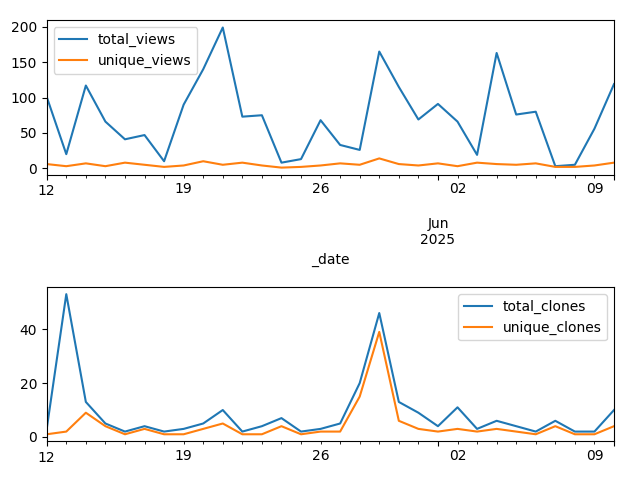 200
150
100
50
0
total_views
unique_views
12 19 26 02 09
Jun
2025
_date
40
20
0
total_clones
unique_clones
12 19 26 02 09